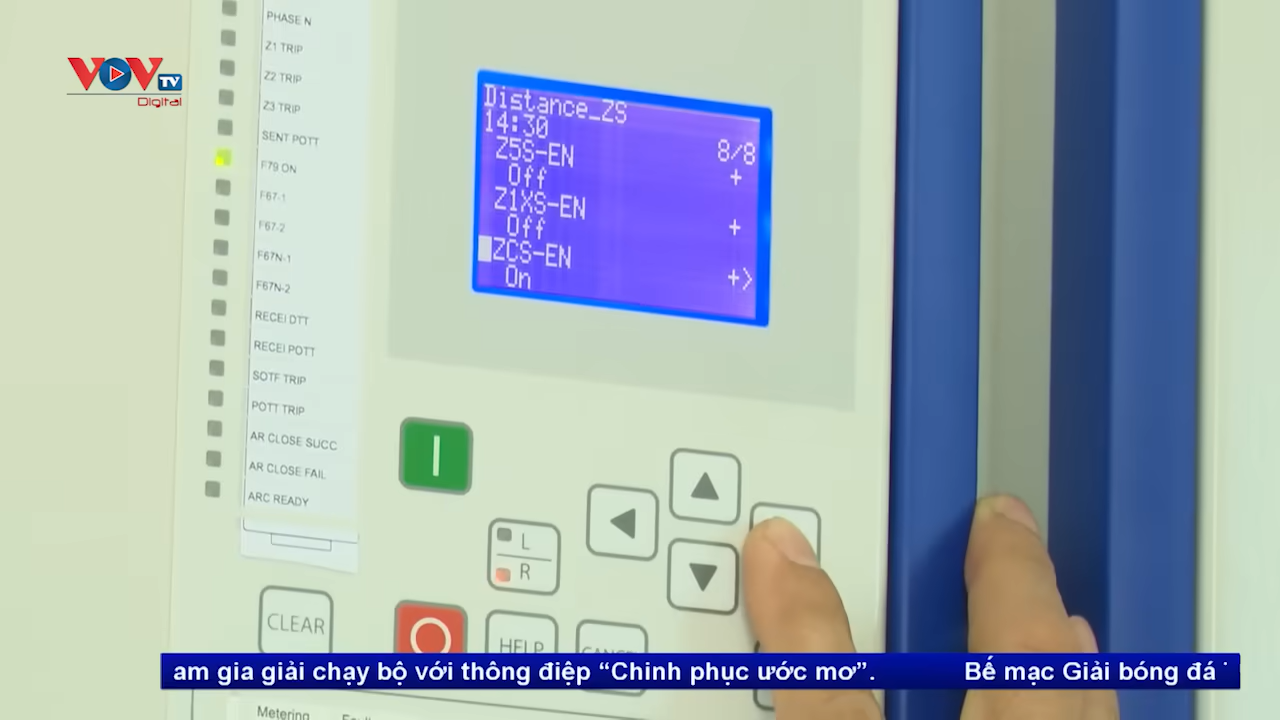 VOV TV
Digital
PHASE N
Z1 TRIP
Z2 TRIP
Z3 TRIP
SENT POTT
F79 ON
F67-1
F67-2
F67N-1
F67N-2
RECEI DTT
RECEI POTT
SOTF TRIP
POTT TRIP
AR CLOSE SUCC
AR CLOSE FAIL
ARC READY
Distance_ZS
14:30 8/8
Z5S-EN
Off +
Z1XS-EN
Off +
ZCS-EN
On +>
L
R
CLEAR
HELP
CANCEL
am gia giải chạy bộ với thông điệp “Chinh phục ước mơ”. Bế mạc Giải bóng đá
Metering